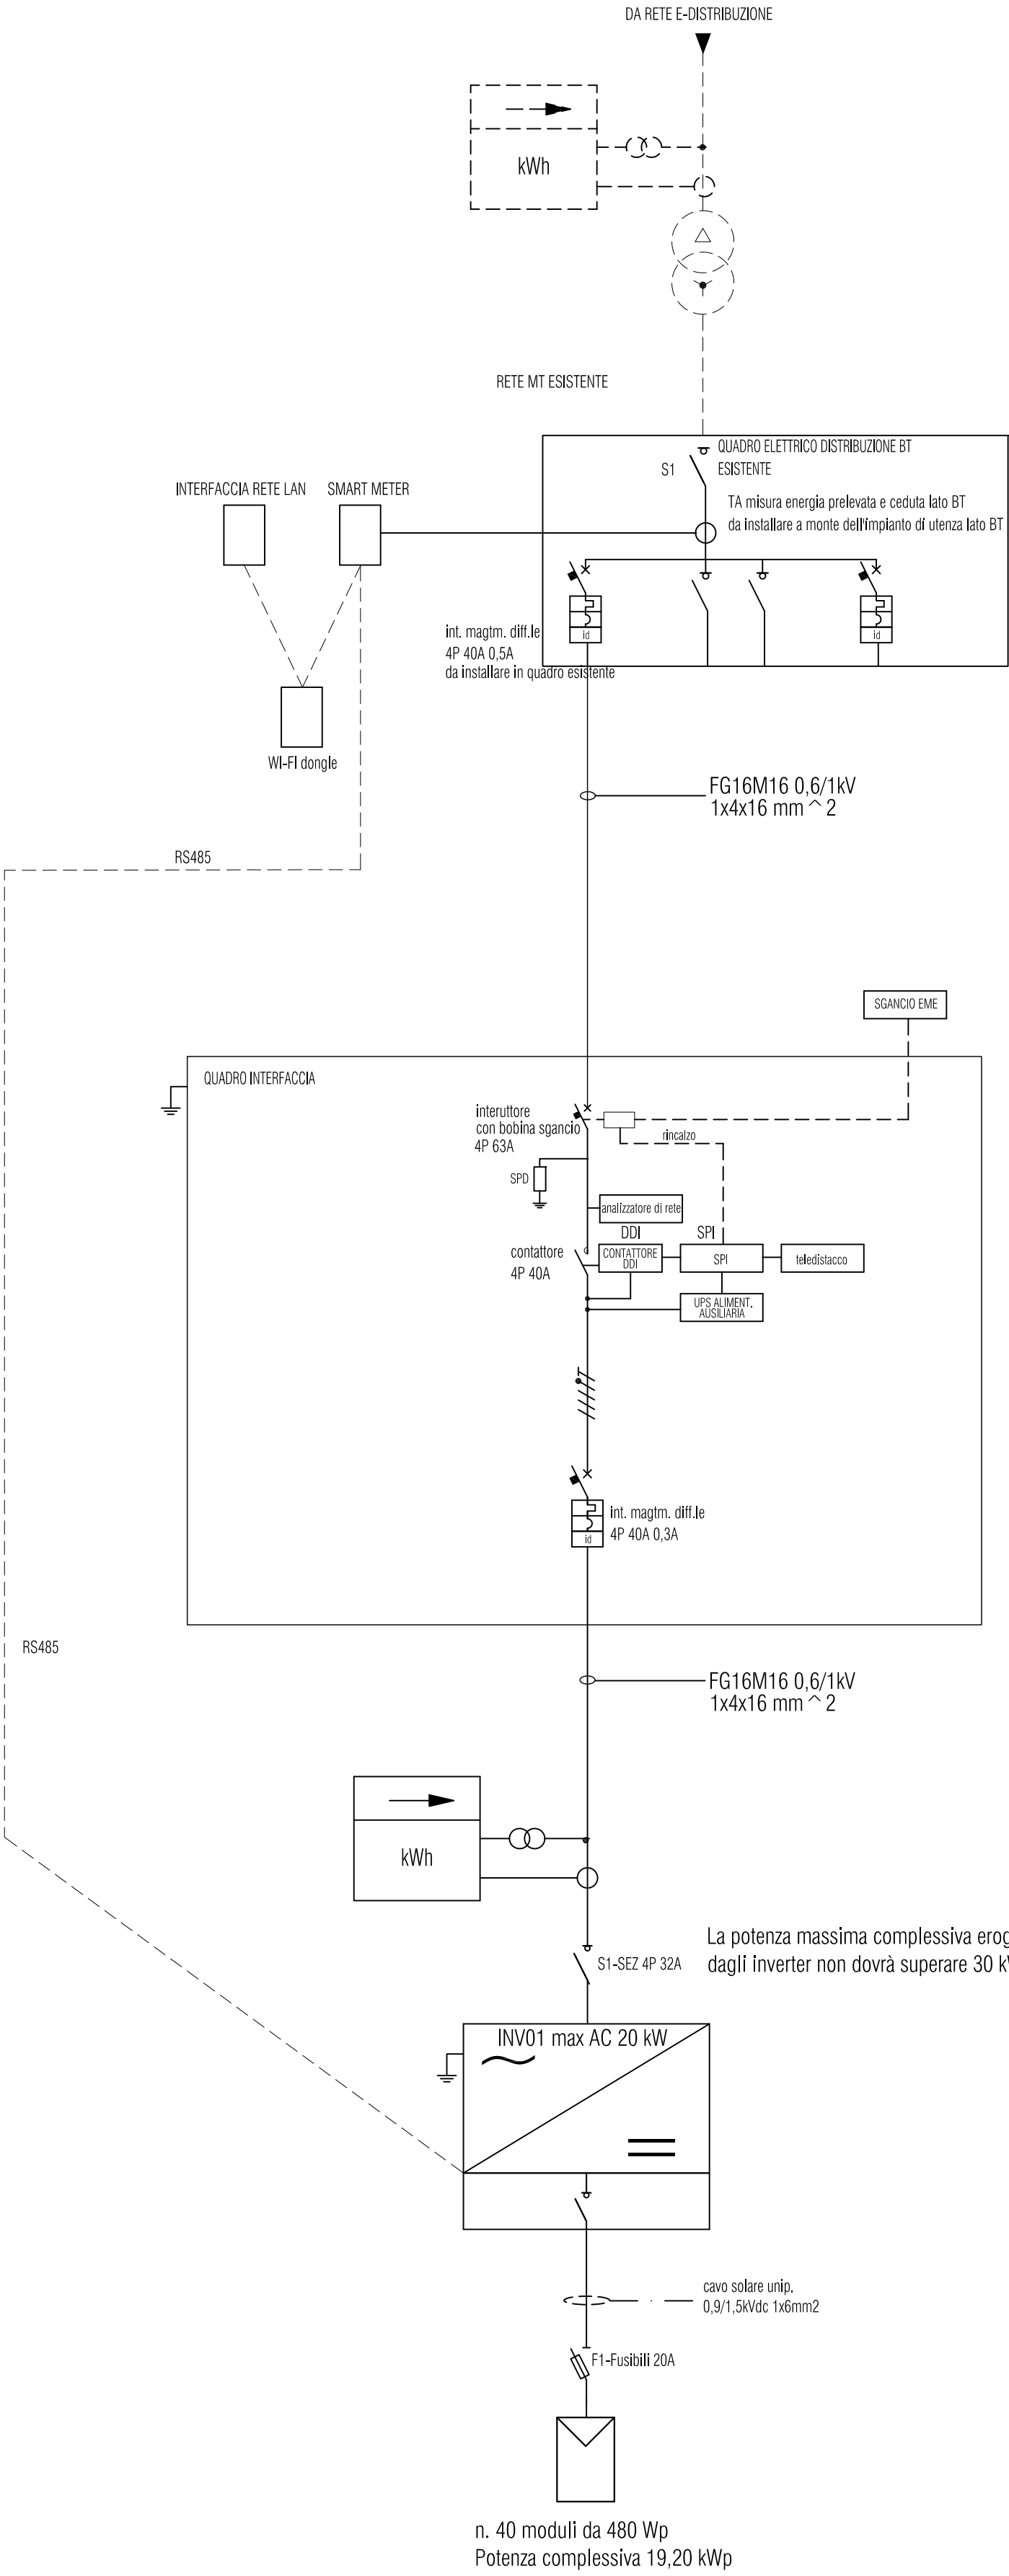 DA RETE E-DISTRIBUZIONE
kWh
RETE MT ESISTENTE
QUADRO ELETTRICO DISTRIBUZIONE BT
ESISTENTE
S1
INTERFACCIA RETE LAN
SMART METER
TA misura energia prelevata e ceduta lato BT
da installare a monte dell'impianto di utenza lato BT
int. magtm. diff.le
4P 40A 0,5A
da installare in quadro esistente
id
id
WI-FI dongle
FG16M16 0,6/1kV
1x4x16 mm ^ 2
RS485
SGANCIO EME
QUADRO INTERFACCIA
interuttore
con bobina sgancio
4P 63A
rincalzo
SPD
analizzatore di rete
DDI
SPI
contattore
4P 40A
CONTATTORE
DDI
SPI
teledistacco
UPS ALIMENT.
AUSILIARIA
int. magtm. diff.le
4P 40A 0,3A
id
RS485
FG16M16 0,6/1kV
1x4x16 mm ^ 2
kWh
La potenza massima complessiva
dagli inverter non dovrà superare 30
S1-SEZ 4P 32A
INV01 max AC 20 kW
cavo solare unip.
0,9/1,5kVdc 1x6mm2
F1-Fusibili 20A
n. 40 moduli da 480 Wp
Potenza complessiva 19,20 kWp